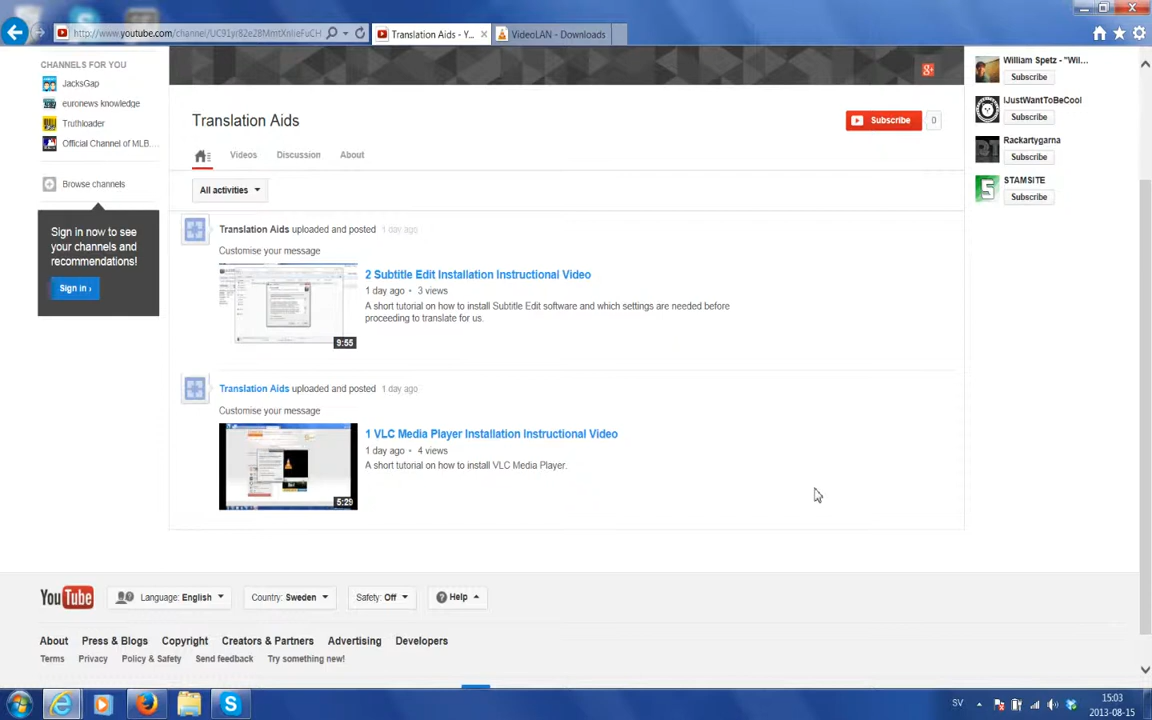 http://www.youtube.com/channel/UC91yr82e28MmtXnIieFuCH
Translation Aids - Y...
VideoLAN - Downloads
CHANNELS FOR YOU
JacksGap
euronews knowledge
Truthloader
Official Channel of MLB...
Browse channels
Sign in now to see
your channels and
recommendations!
Sign in ›
Translation Aids
Subscribe
0
Videos
Discussion
About
All activities
Translation Aids uploaded and posted 1 day ago
Customise your message
2 Subtitle Edit Installation Instructional Video
1 day ago • 3 views
A short tutorial on how to install Subtitle Edit software and which settings are needed before
proceeding to translate for us.
9:55
Translation Aids uploaded and posted 1 day ago
Customise your message
1 VLC Media Player Installation Instructional Video
1 day ago • 4 views
A short tutorial on how to install VLC Media Player.
5:29
William Spetz - "Wil...
Subscribe
IJustWantToBeCool
Subscribe
Rackartygarna
Subscribe
STAMSITE
Subscribe
YouTube
Language: English
Country: Sweden
Safety: Off
Help
About Press & Blogs Copyright Creators & Partners Advertising Developers
Terms Privacy Policy & Safety Send feedback Try something new!
SV
15:03
2013-08-15